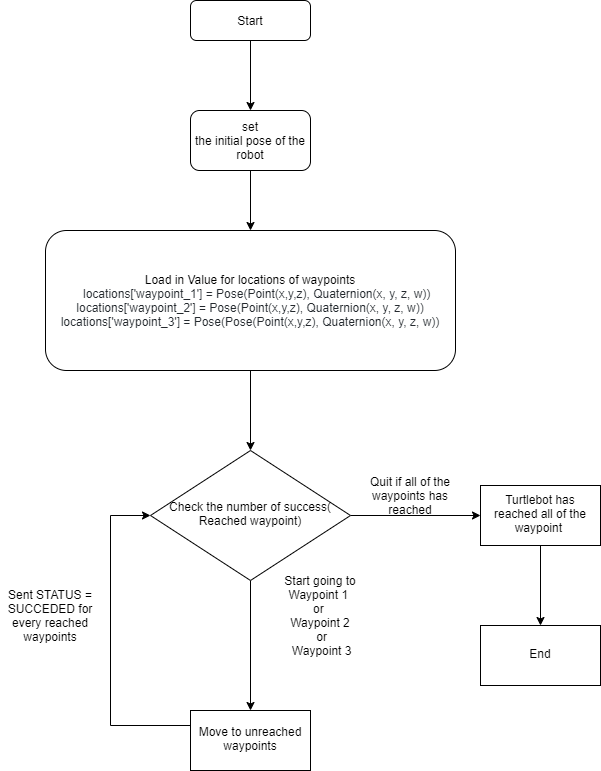 Start
set
the initial pose of the
robot
Load in Value for locations of waypoints
locations['waypoint_1'] = Pose(Point(x,y,z), Quaternion(x, y, z, w))
locations['waypoint_2'] = Pose(Point(x,y,z), Quaternion(x, y, z, w))
locations['waypoint_3'] = Pose(Pose(Point(x,y,z), Quaternion(x, y, z, w))
Check the number of success(
Reached waypoint)
Quit if all of the
waypoints has
reached
Turtlebot has
reached all of the
waypoint
End
Start going to
Waypoint 1
or
Waypoint 2
or
Waypoint 3
Sent STATUS =
SUCCEDED for
every reached
waypoints
Move to unreached
waypoints